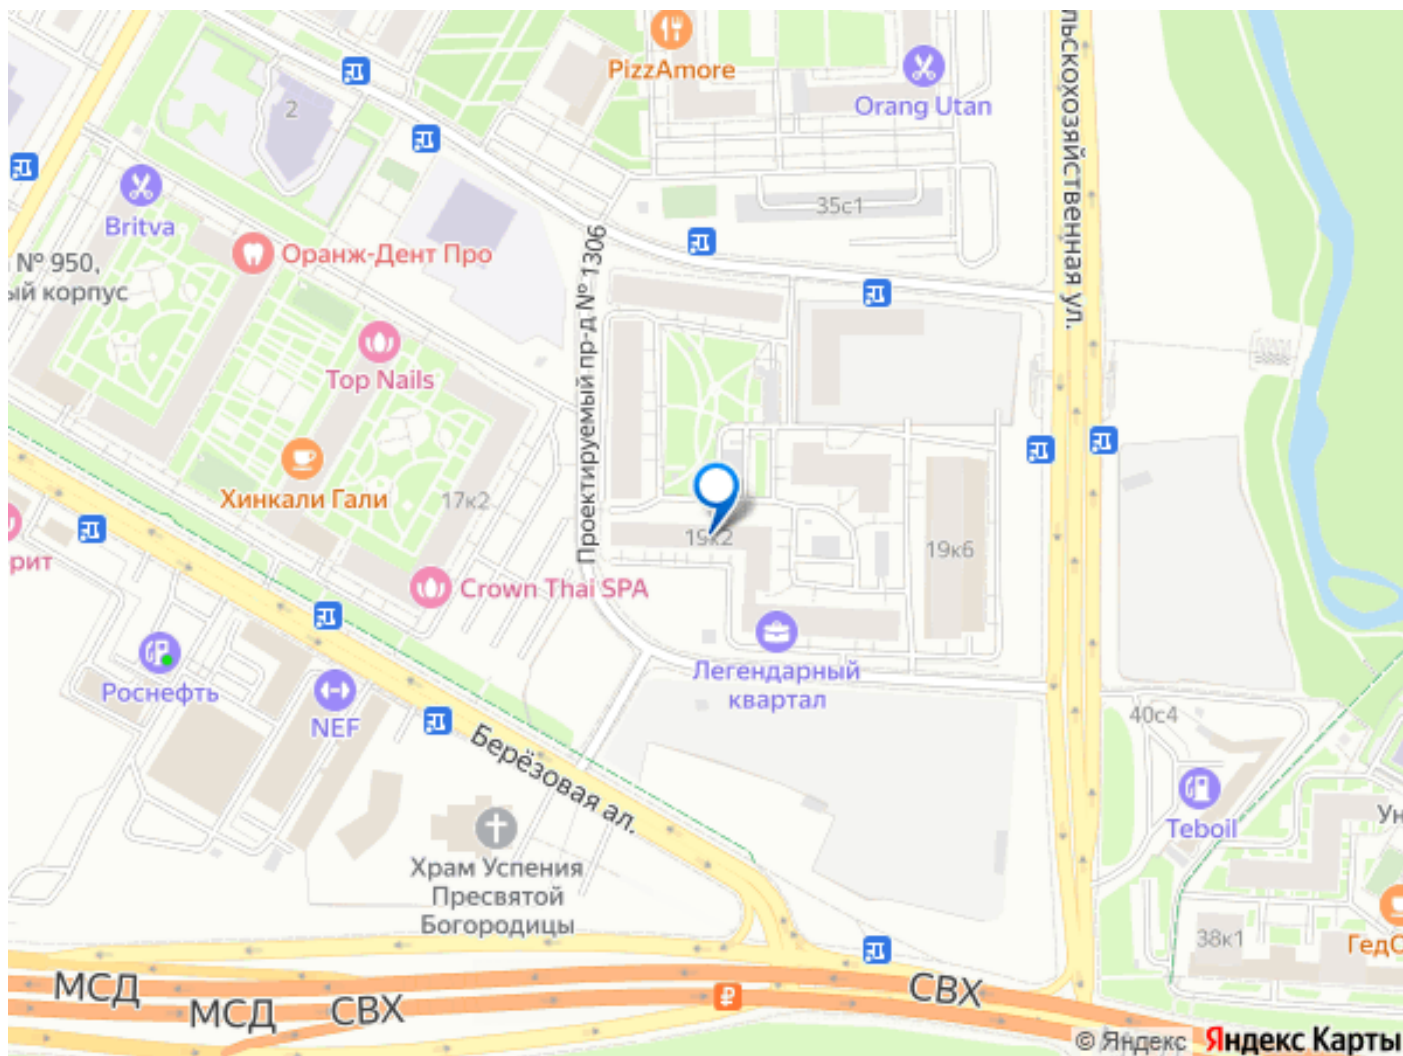 PizzAmore
Orang Utan
льскохозяйственная ул.
2
Britva
35с1
Оранж-Дент Про
№ 950,
ый корпус
Проектируемый пр-д № 1306
Top Nails
Хинкали Гали
17к2
19к2
19к6
рит
Crown Thai SPA
Роснефть
NEF
Легендарный
квартал
40с4
Берёзовая ал.
Teboil
Ун
Храм Успения
Пресвятой
Богородицы
38к1
ГедО
МСД
МСД
СВХ
СВХ
© Яндекс Яндекс Карты